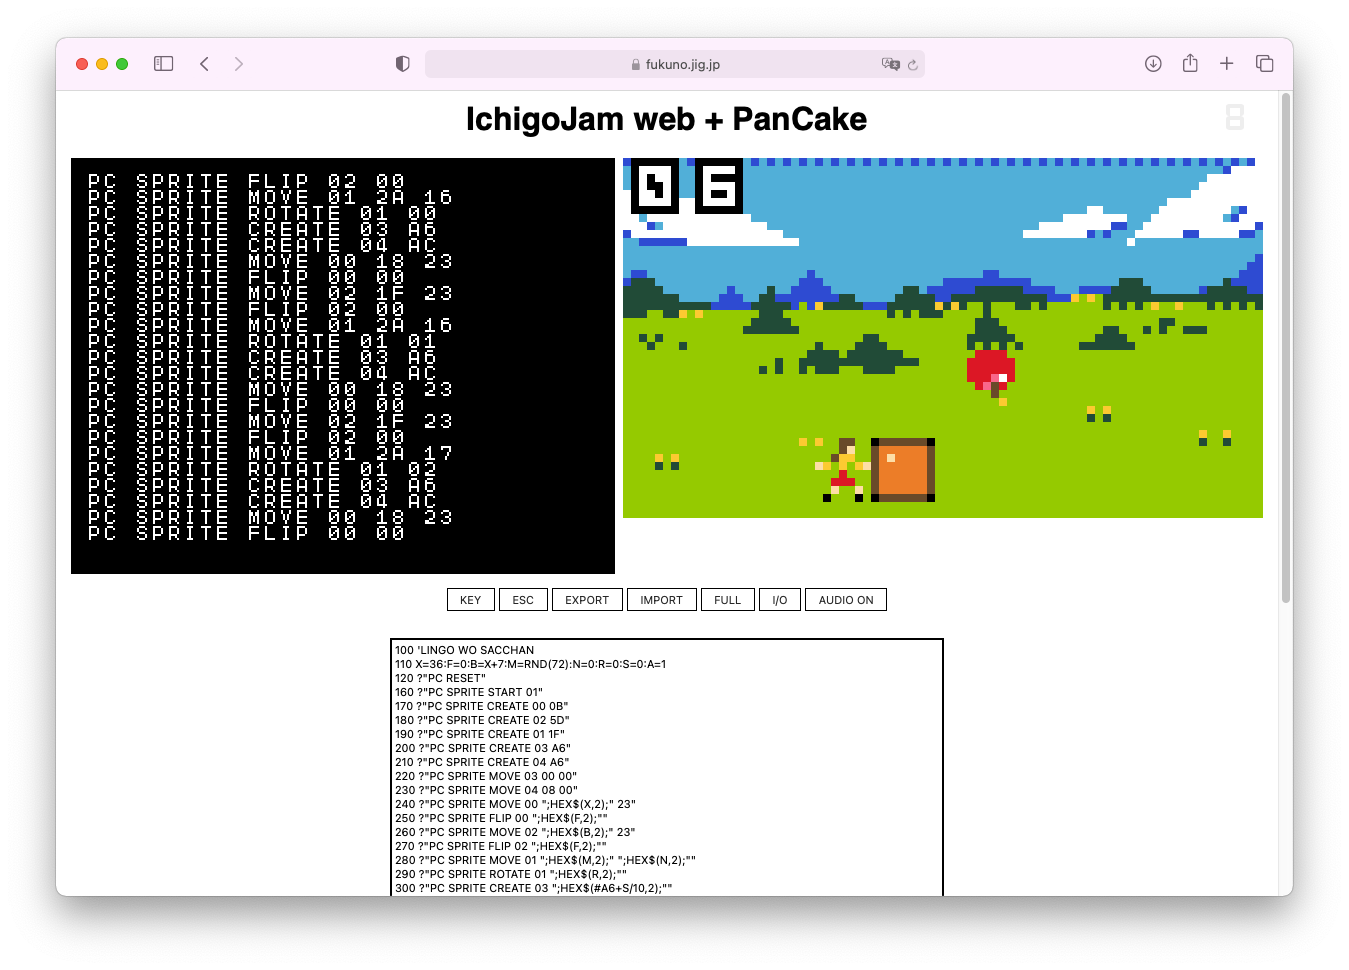 fukuno.jig.jp
IchigoJam web + PanCake
PC SPRITE FLIP 02 00
PC SPRITE MOVE 01 2A 16
PC SPRITE ROTATE 01 00
PC SPRITE CREATE 03 A6
PC SPRITE CREATE 04 AC
PC SPRITE MOVE 00 18 23
PC SPRITE FLIP 00 00
PC SPRITE MOVE 02 1F 23
PC SPRITE FLIP 02 00
PC SPRITE MOVE 01 2A 16
PC SPRITE ROTATE 01 01
PC SPRITE CREATE 03 A6
PC SPRITE CREATE 04 AC
PC SPRITE MOVE 00 18 23
PC SPRITE FLIP 00 00
PC SPRITE MOVE 02 1F 23
PC SPRITE FLIP 02 00
PC SPRITE MOVE 01 2A 17
PC SPRITE ROTATE 01 02
PC SPRITE CREATE 03 A6
PC SPRITE CREATE 04 AC
PC SPRITE MOVE 00 18 23
PC SPRITE FLIP 00 00
0 6
KEY ESC EXPORT IMPORT FULL I/O AUDIO ON
100 'LINGO WO SACCHAN
110 X=36:F=0:B=X+7:M=RND(72):N=0:R=0:S=0:A=1
120 ?"PC RESET"
160 ?"PC SPRITE START 01"
170 ?"PC SPRITE CREATE 00 0B"
180 ?"PC SPRITE CREATE 02 5D"
190 ?"PC SPRITE CREATE 01 1F"
200 ?"PC SPRITE CREATE 03 A6"
210 ?"PC SPRITE CREATE 04 A6"
220 ?"PC SPRITE MOVE 03 00 00"
230 ?"PC SPRITE MOVE 04 08 00"
240 ?"PC SPRITE MOVE 00 ";HEX$(X,2);" 23"
250 ?"PC SPRITE FLIP 00 ";HEX$(F,2);""
260 ?"PC SPRITE MOVE 02 ";HEX$(B,2);" 23"
270 ?"PC SPRITE FLIP 02 ";HEX$(F,2);""
280 ?"PC SPRITE MOVE 01 ";HEX$(M,2);" ";HEX$(N,2);""
290 ?"PC SPRITE ROTATE 01 ";HEX$(R,2);""
300 ?"PC SPRITE CREATE 03 ";HEX$(#A6+S/10,2);""